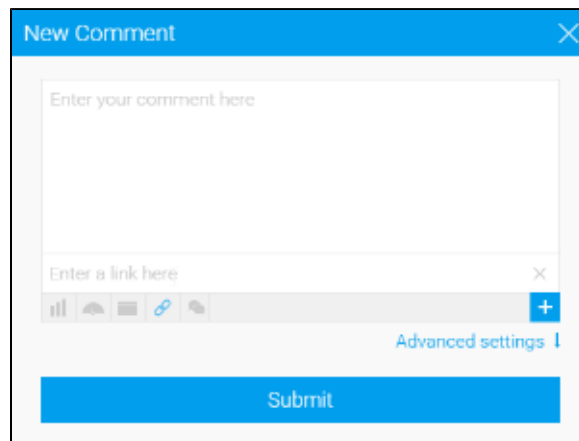 New Comment
Enter your comment here
Enter a link here
Advanced settings
Submit